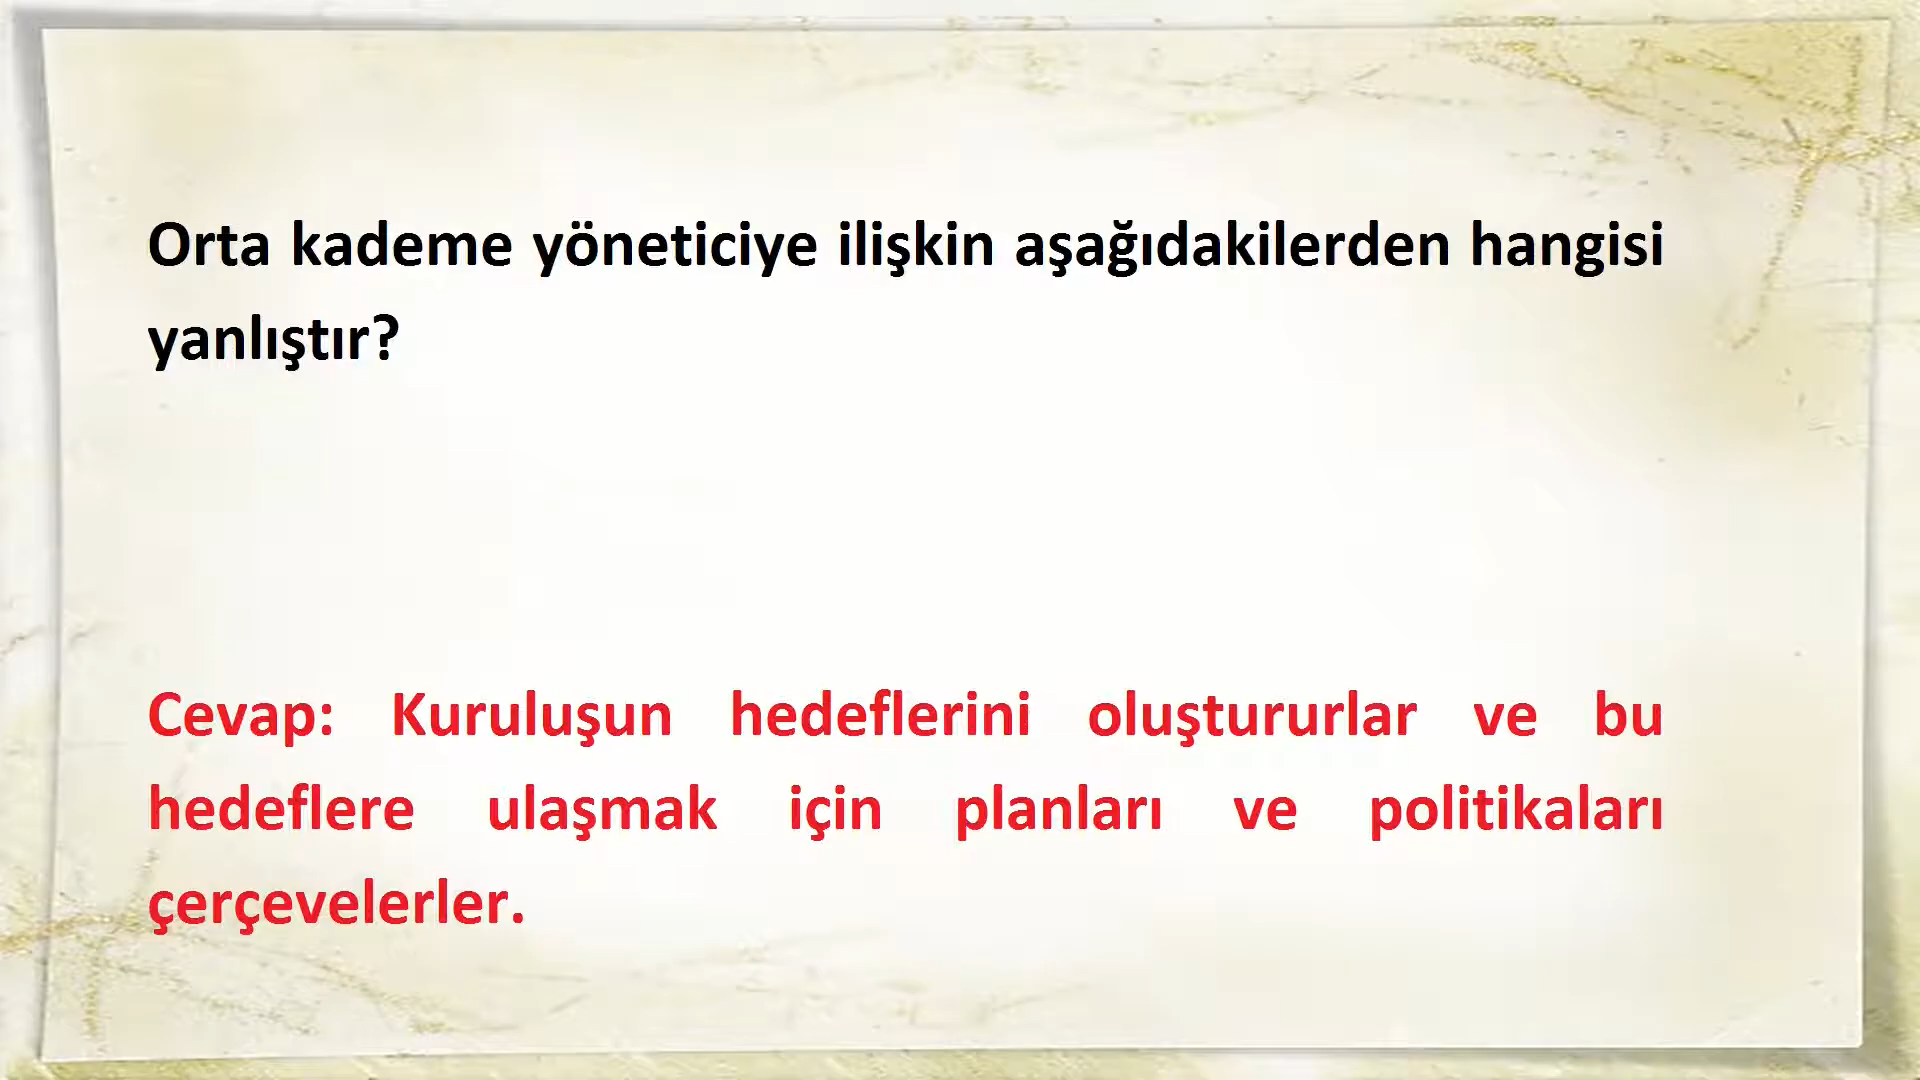 Orta kademe yöneticiye ilişkin aşağıdakilerden hangisi
yanlıştır?
Cevap: Kuruluşun hedeflerini oluştururlar ve bu
hedeflere ulaşmak için planları ve politikaları
çerçevelerler.